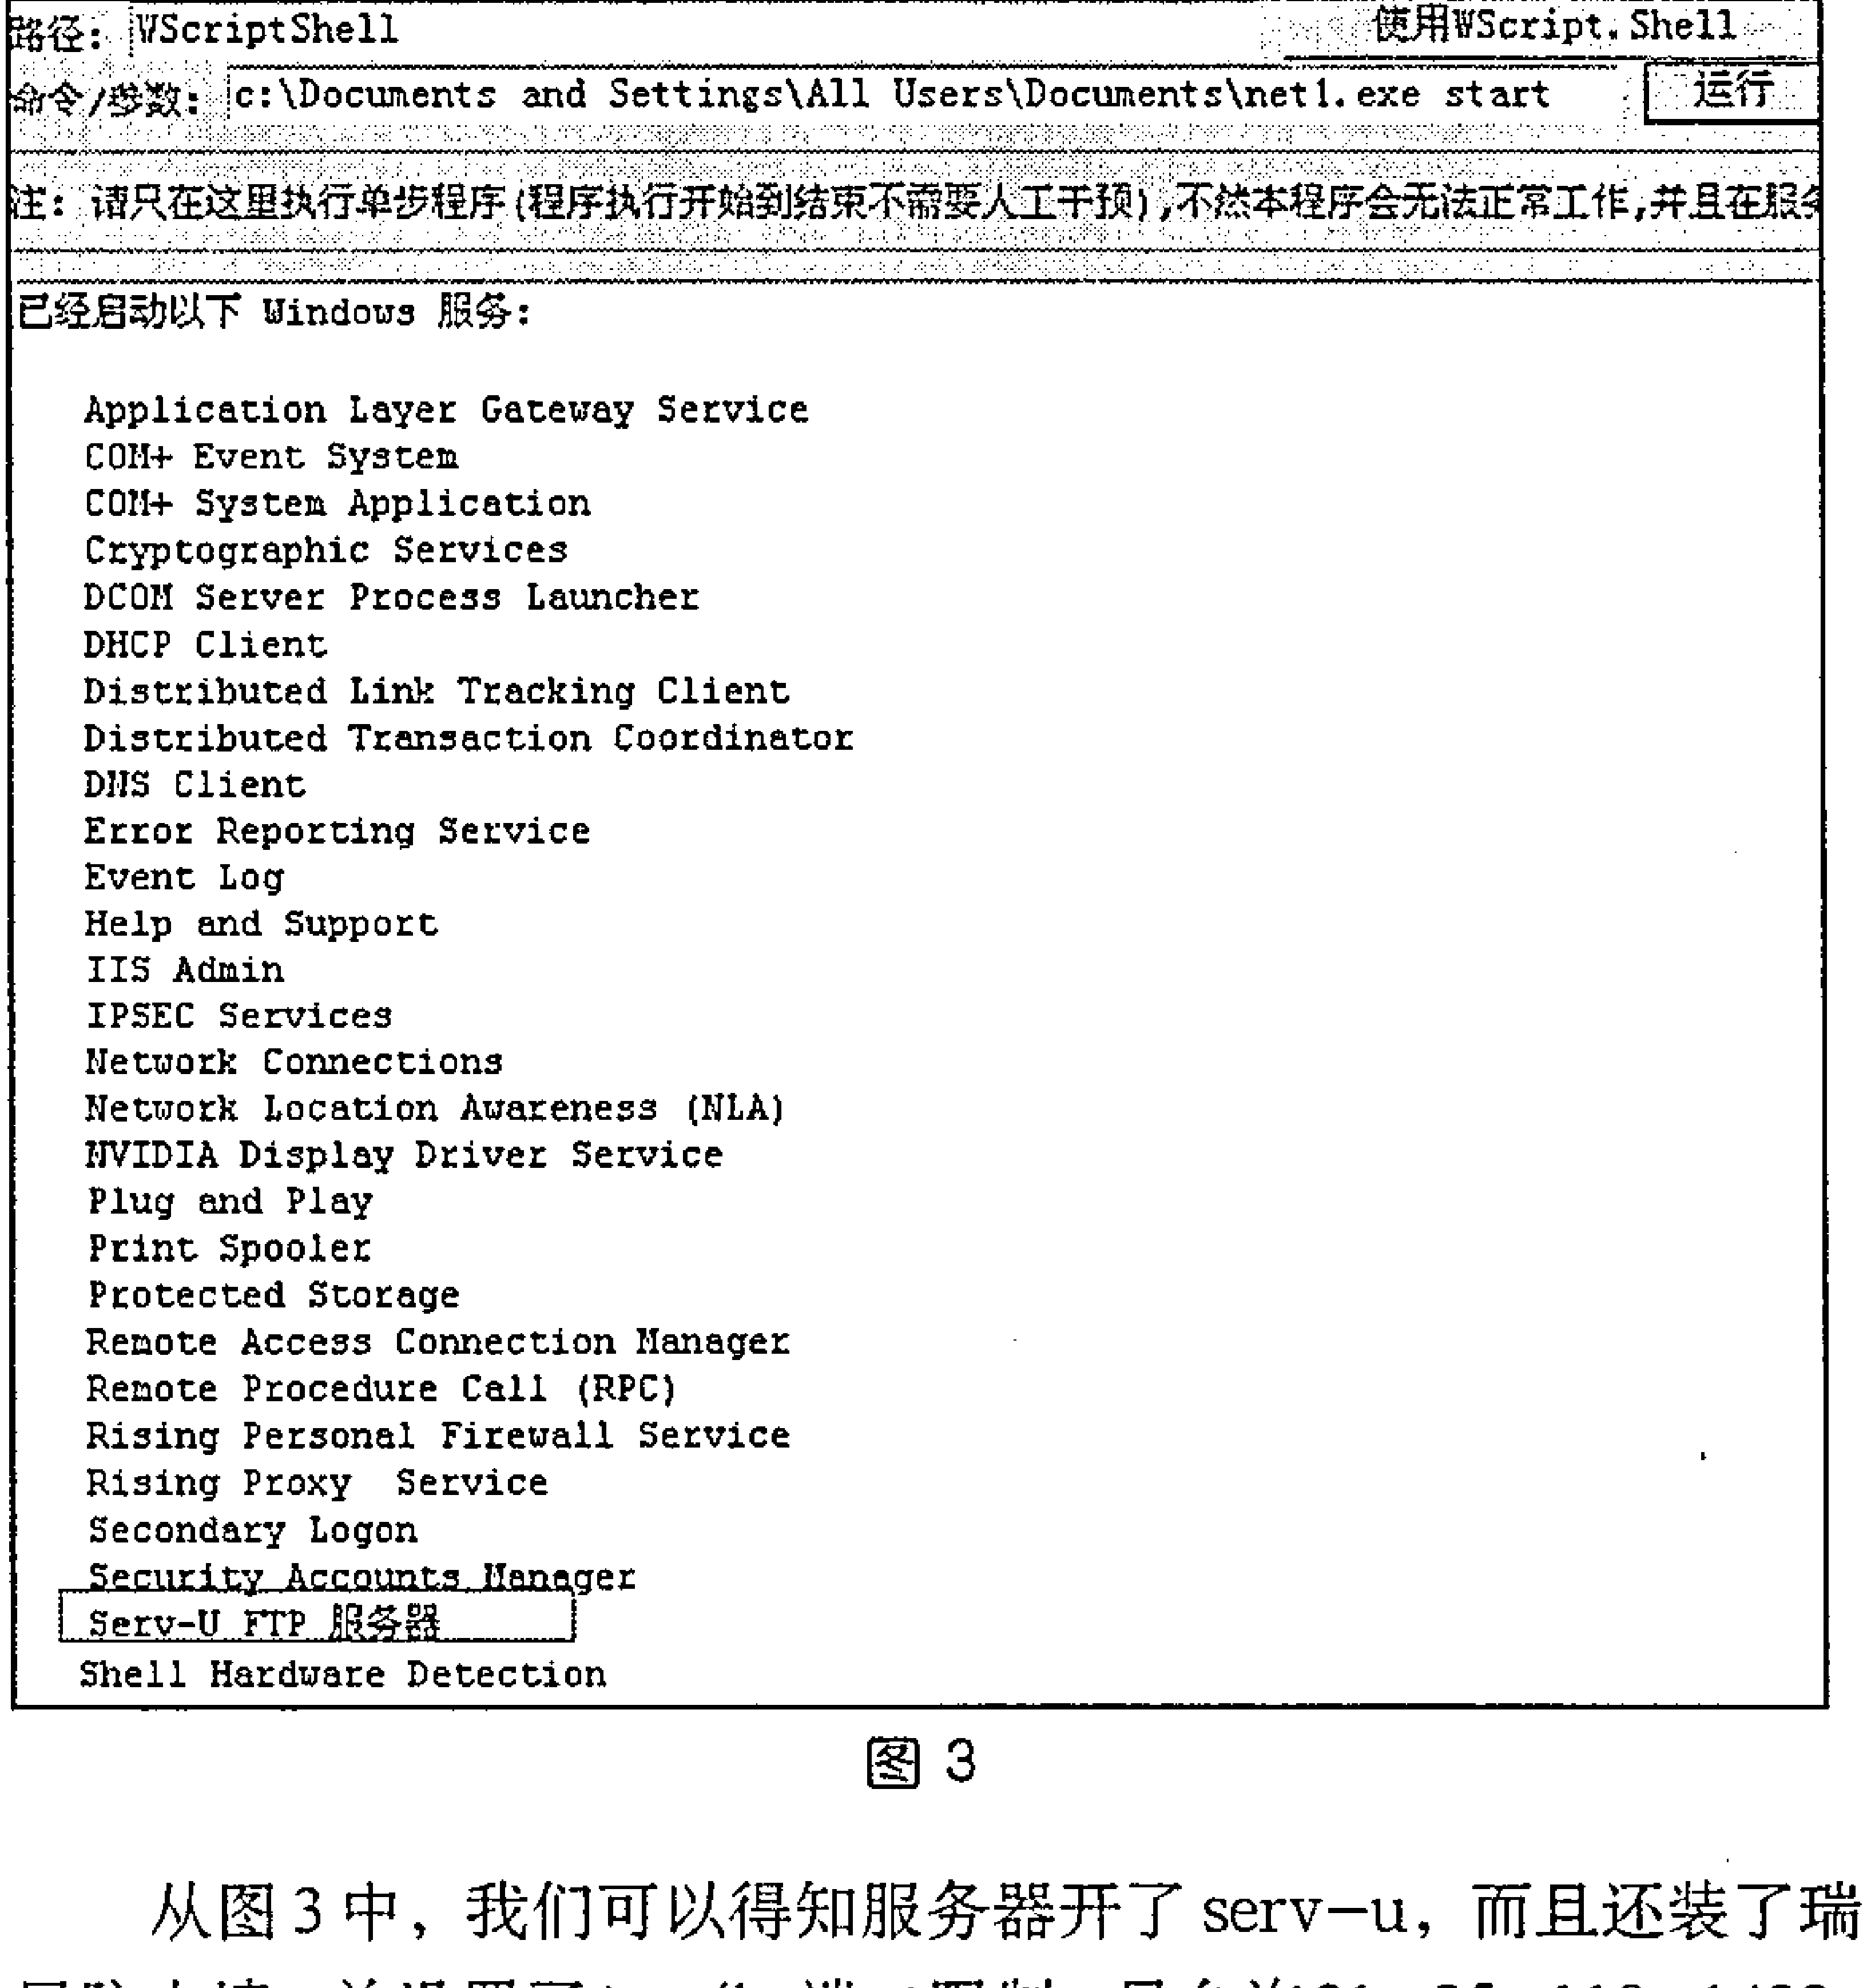 路径: WScriptShell 使用WScript.Shell
命令/参数: c:\Documents and Settings\All Users\Documents\net1.exe start 运行
注: 请只在这里执行单步程序(程序执行开始到结束不需要人工干预),不然本程序会无法正常工作,并且在服务
已经启动以下 Windows 服务:
Application Layer Gateway Service
COM+ Event System
COM+ System Application
Cryptographic Services
DCOM Server Process Launcher
DHCP Client
Distributed Link Tracking Client
Distributed Transaction Coordinator
DNS Client
Error Reporting Service
Event Log
Help and Support
IIS Admin
IPSEC Services
Network Connections
Network Location Awareness (NLA)
NVIDIA Display Driver Service
Plug and Play
Print Spooler
Protected Storage
Remote Access Connection Manager
Remote Procedure Call (RPC)
Rising Personal Firewall Service
Rising Proxy  Service
Secondary Logon
Security Accounts Manager
Serv-U FTP 服务器
Shell Hardware Detection
图 3
从图3中，我们可以得知服务器开了serv-u，而且还装了瑞